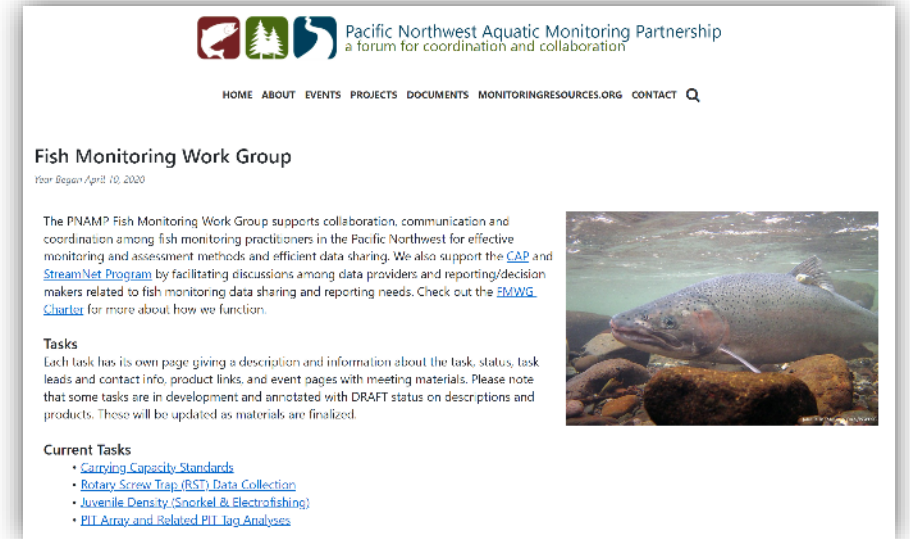 Pacific Northwest Aquatic Monitoring Partnership
a forum for coordination and collaboration
HOME ABOUT EVENTS PROJECTS DOCUMENTS MONITORINGRESOURCES.ORG CONTACT
Fish Monitoring Work Group
Year Began April 10, 2020
The PNAMP Fish Monitoring Work Group supports collaboration, communication and
coordination among fish monitoring practitioners in the Pacific Northwest for effective
monitoring and assessment methods and efficient data sharing. We also support the CAP and
StreamNet Program by facilitating discussions among data providers and reporting/decision
makers related to fish monitoring data sharing and reporting needs. Check out the FMWG
Charter for more about how we function.
Tasks
Each task has its own page giving a description and information about the task, status, task
leads and contact info, product links, and event pages with meeting materials. Please note
that some tasks are in development and annotated with DRAFT status on descriptions and
products. These will be updated as materials are finalized.
Current Tasks
• Carrying Capacity Standards
• Rotary Screw Trap (RST) Data Collection
• Juvenile Density (Snorkel & Electrofishing)
• PIT Array and Related PIT Tag Analyses